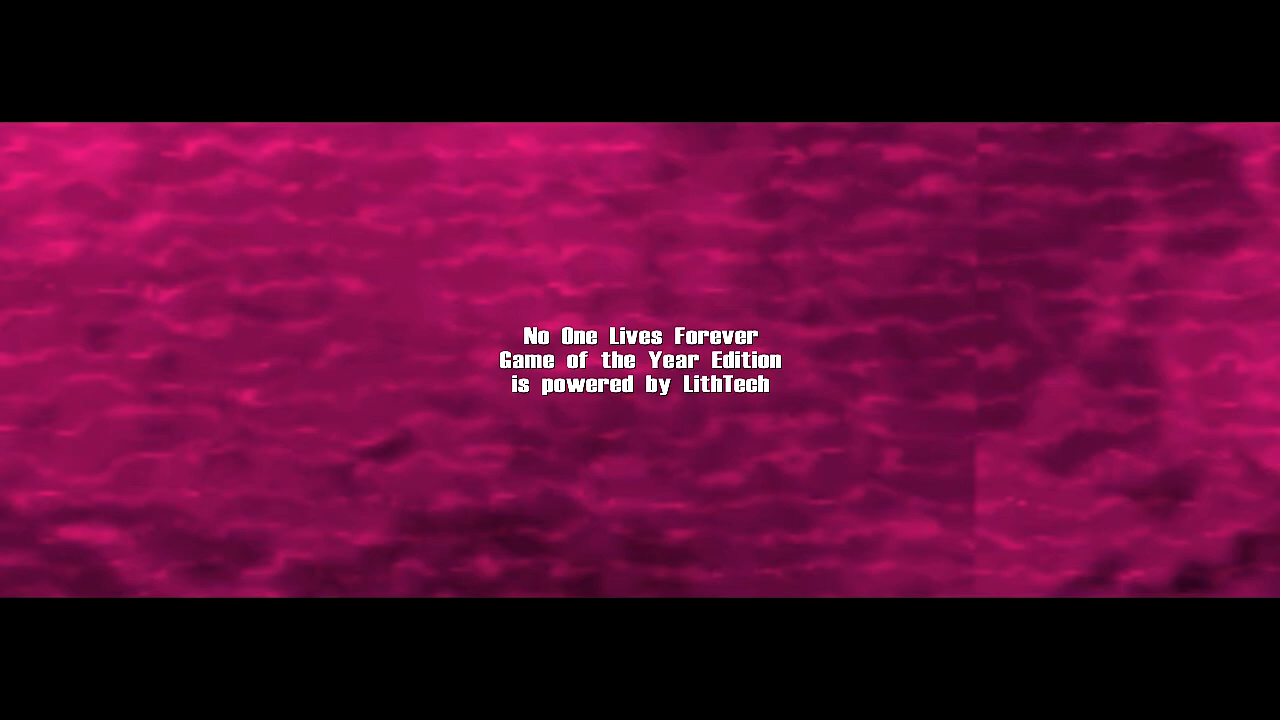 No One Lives Forever
Game of the Year Edition
is powered by LithTech